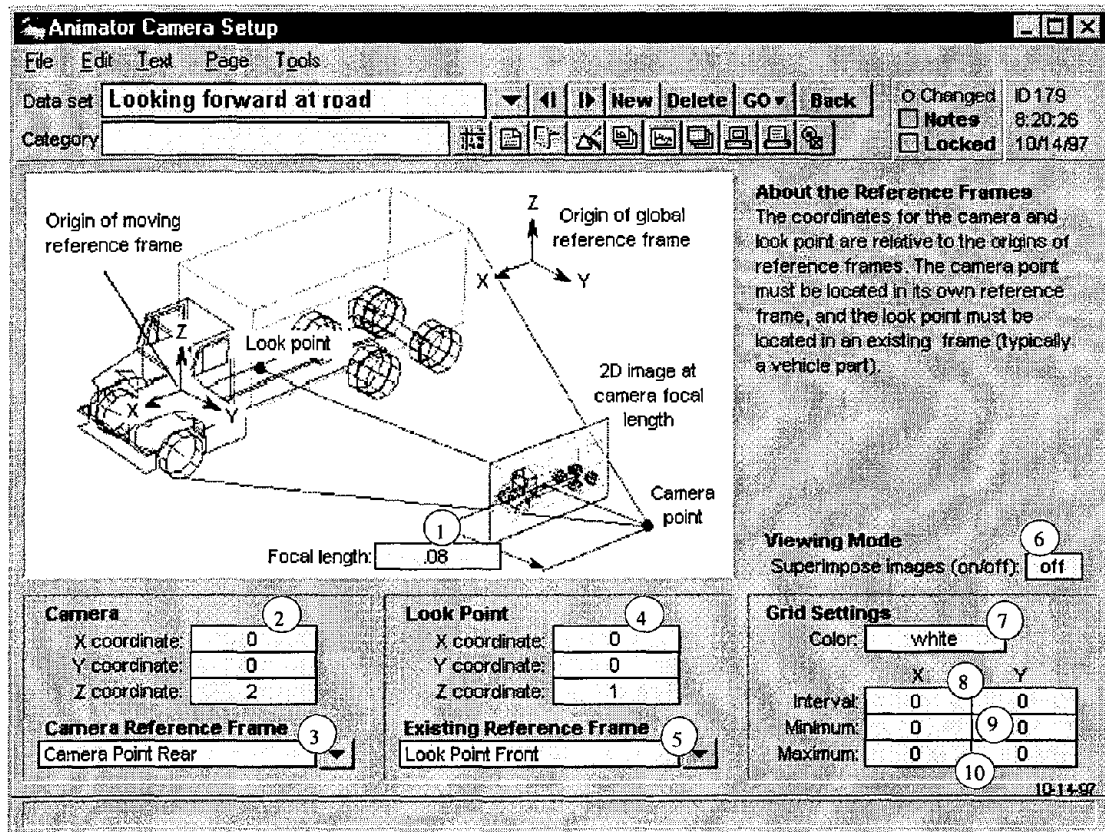 Animator Camera Setup
File Edit Text Page Tools
Data set Looking forward at road New Delete GO Back
Category
Changed ID 179
Notes 8:20:26
Locked 10/14/97
Origin of moving
reference frame
Z
X
Y
Origin of global
reference frame
Z
X
Y
Look point
2D image at
camera focal
length
Camera
point
1
Focal length: .08
About the Reference Frames
The coordinates for the camera and
look point are relative to the origins of
reference frames. The camera point
must be located in its own reference
frame, and the look point must be
located in an existing frame (typically
a vehicle part).
Viewing Mode 6
Superimpose images (on/off): off
Camera 2
X coordinate: 0
Y coordinate: 0
Z coordinate: 2
Camera Reference Frame 3
Camera Point Rear
Look Point 4
X coordinate: 0
Y coordinate: 0
Z coordinate: 1
Existing Reference Frame 5
Look Point Front
Grid Settings 7
Color: white
X 8 Y
Interval: 0 0
Minimum: 0 9 0
Maximum: 0 0
10
10-14-97